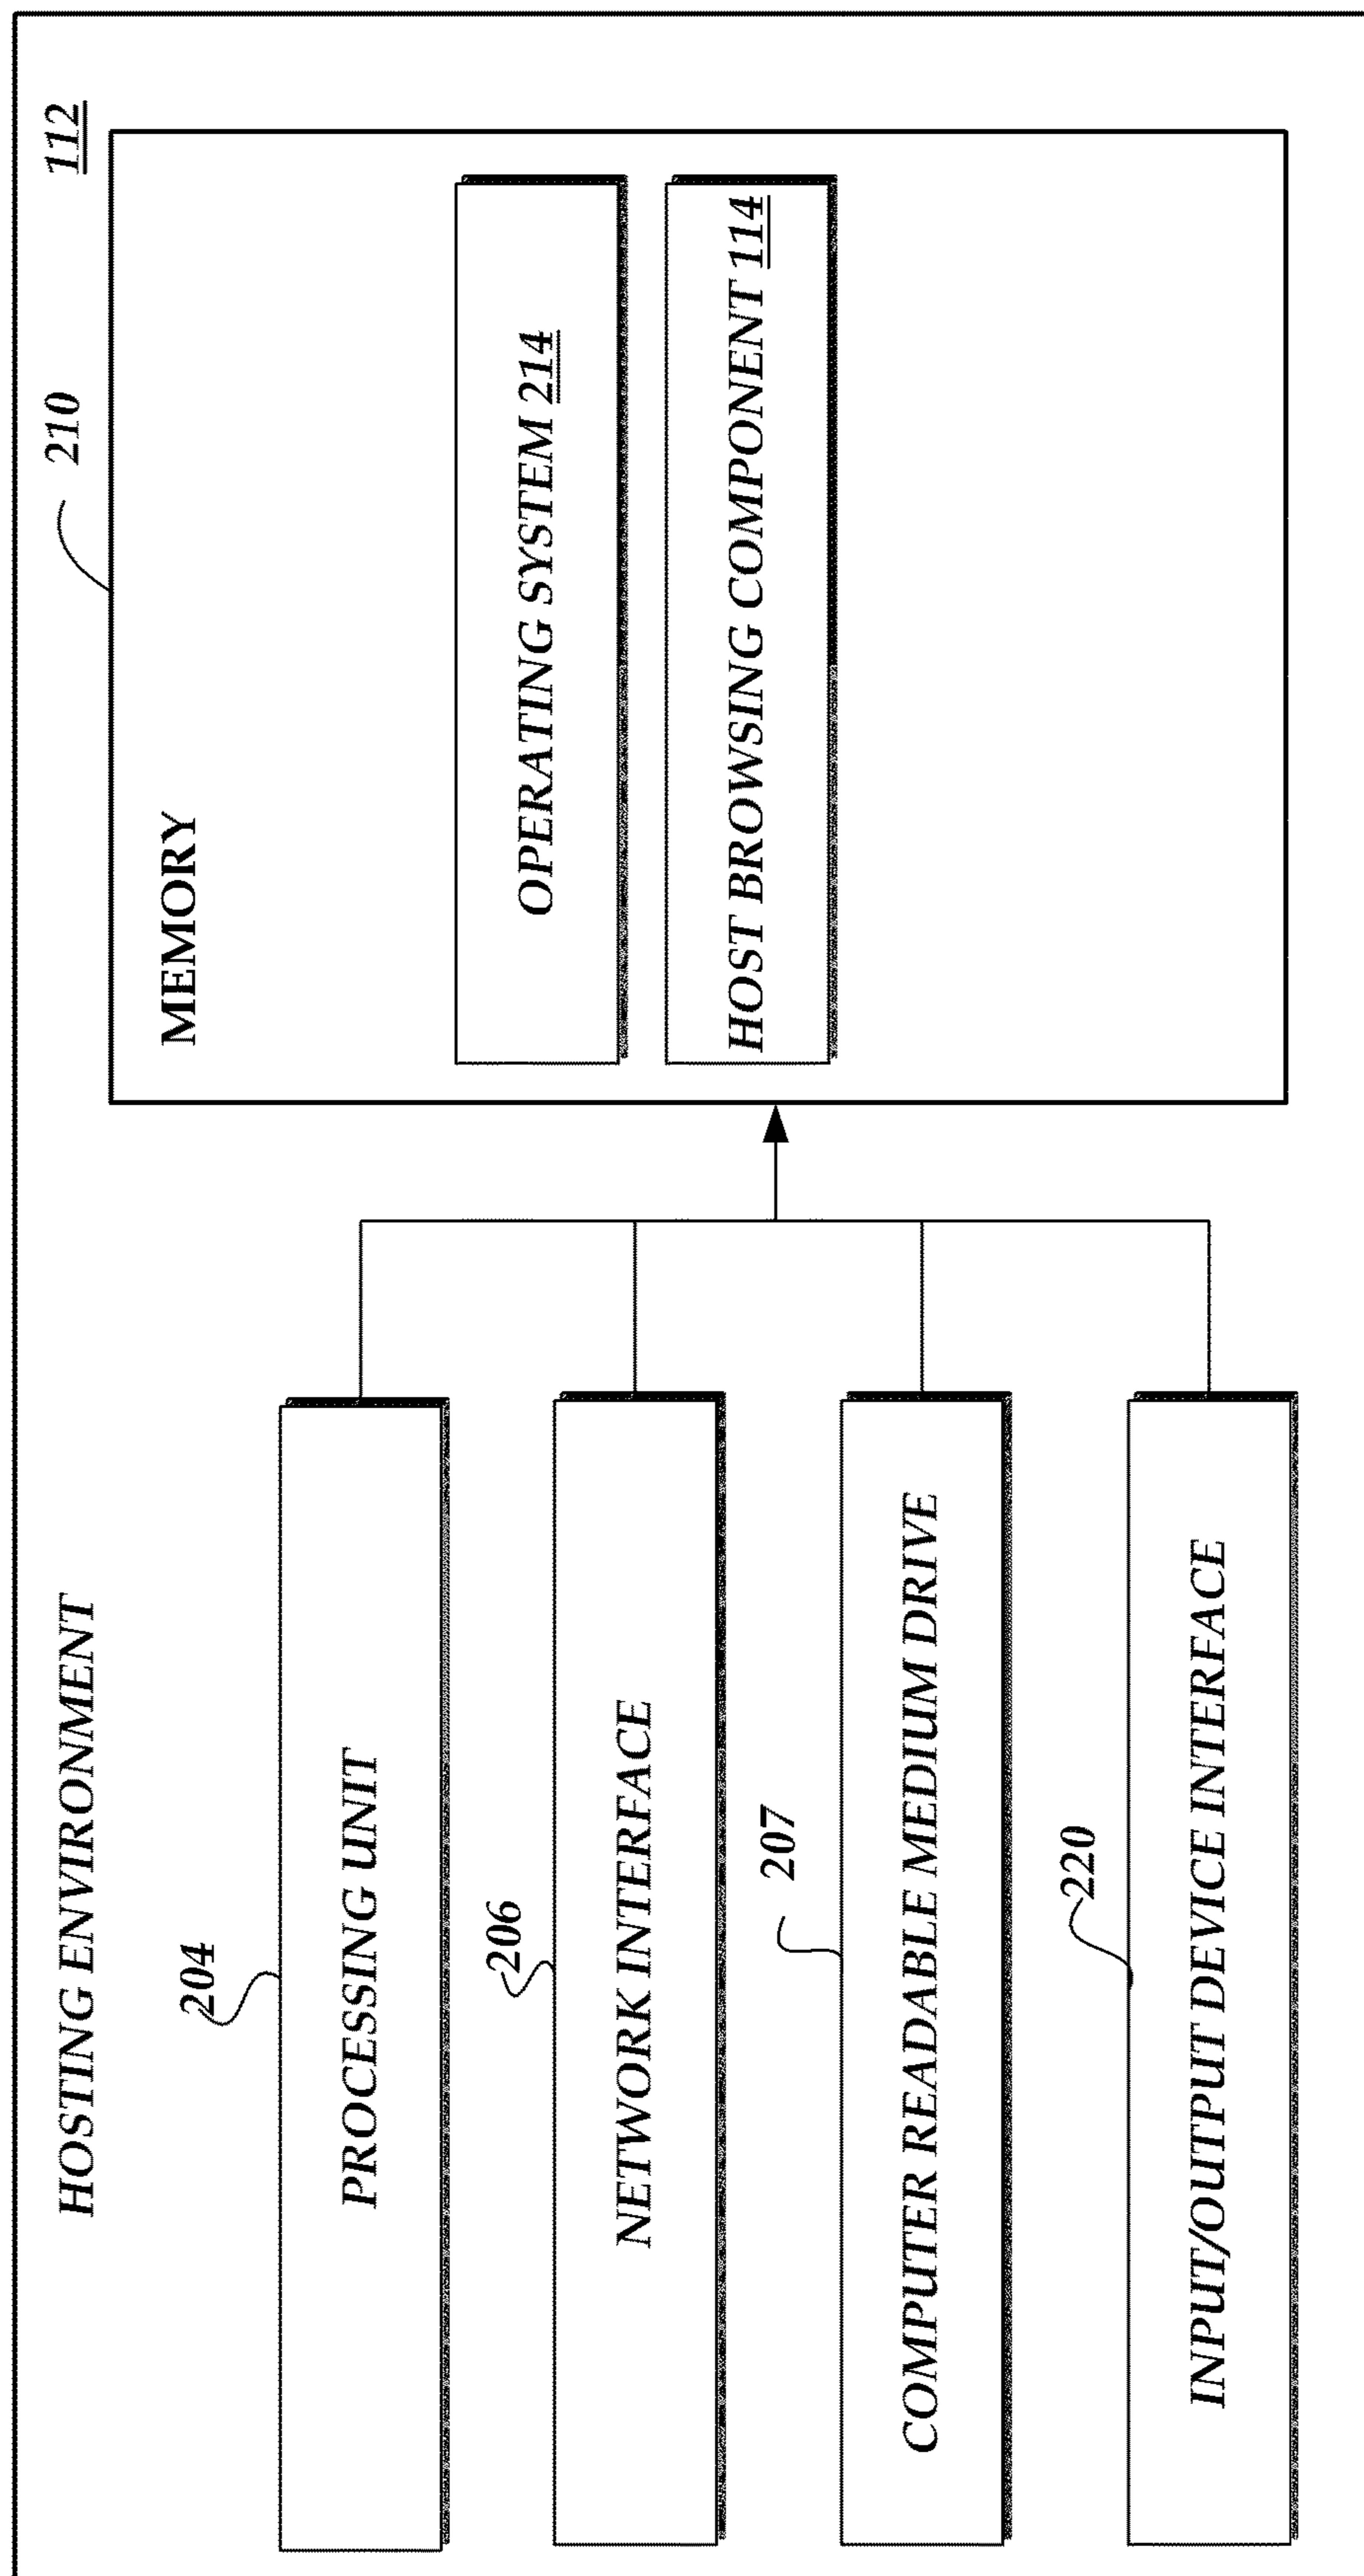 HOSTING ENVIRONMENT
112
204
PROCESSING UNIT
206
NETWORK INTERFACE
207
COMPUTER READABLE MEDIUM DRIVE
220
INPUT/OUTPUT DEVICE INTERFACE
210
MEMORY
OPERATING SYSTEM 214
HOST BROWSING COMPONENT 114